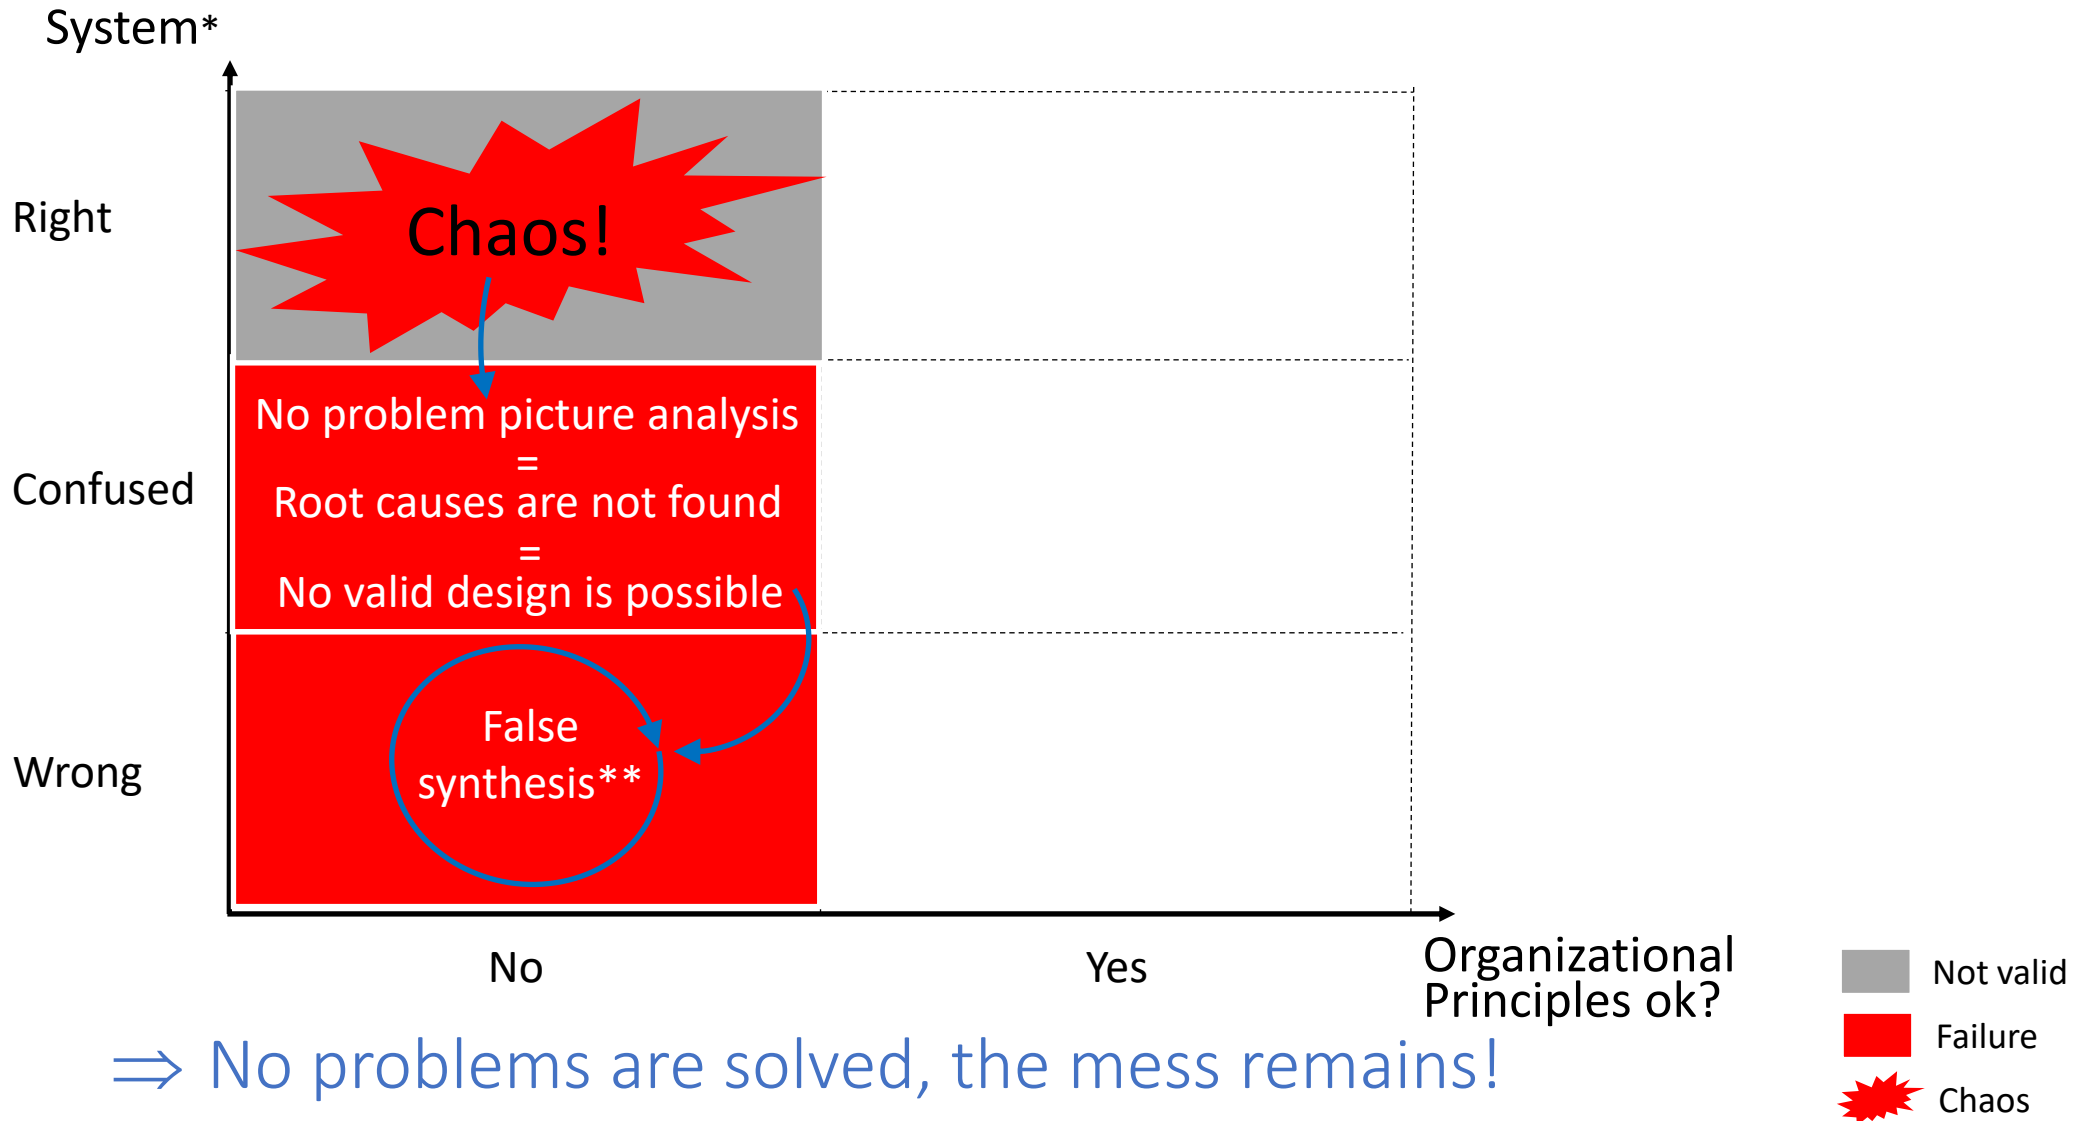 System*
Right
Chaos!
Confused
No problem picture analysis
=
Root causes are not found
=
No valid design is possible
Wrong
False
synthesis**
No
Yes
Organizational
Principles ok?
Not valid
Failure
Chaos
⇒ No problems are solved, the mess remains!